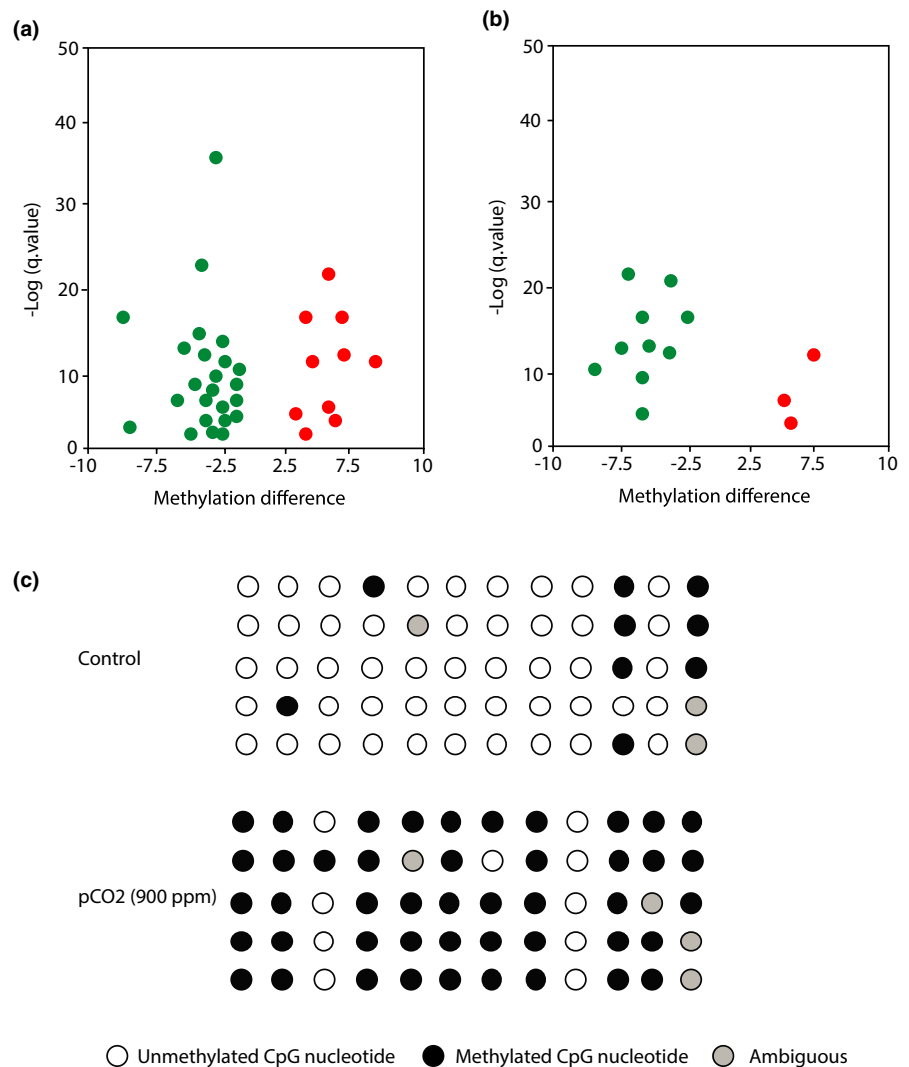 (a)
50
40
30
20
10
0
-Log (q.value)
-10 -7.5 -2.5 2.5 7.5 10
Methylation difference
(b)
50
40
30
20
10
0
-Log (q.value)
-10 -7.5 -2.5 2.5 7.5 10
Methylation difference
(c)
Control
pCO2 (900 ppm)
Unmethylated CpG nucleotide Methylated CpG nucleotide Ambiguous